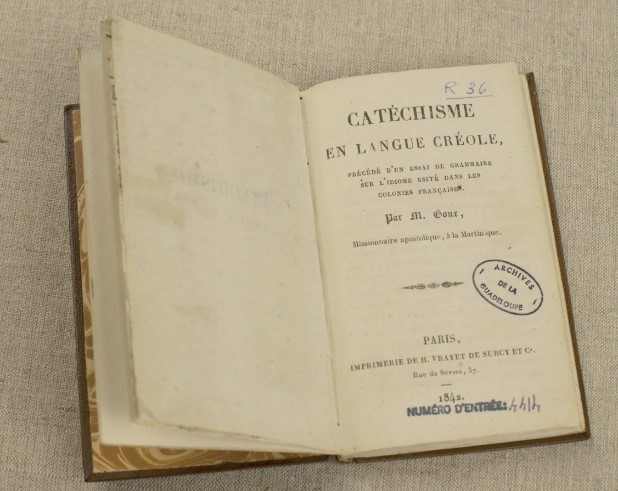 R 36
CATÉCHISME
EN LANGUE CRÉOLE,
PRÉCÉDÉ D'UN ESSAI DE GRAMMAIRE
SUR L'IDIOME USITÉ DANS LES
COLONIES FRANÇAISES.
Par M. Goux,
Missionnaire apostolique, à la Martinique.
ARCHIVES
DE LA
GUADELOUPE
PARIS,
IMPRIMERIE DE H. VRAYET DE SURCY ET Cie.
Rue de Sèvres, 37.
1842.
NUMÉRO D'ENTRÉE: 4144